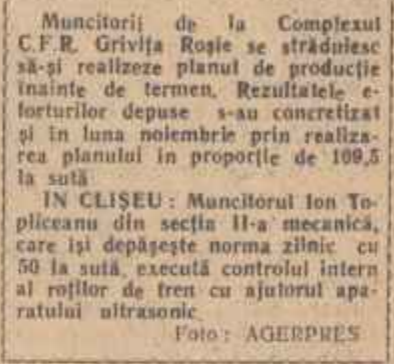 Muncitorii de la Complexul
C.F.R. Grivița Roșie se străduiesc
să-și realizeze planul de producție
înainte de termen. Rezultatele e-
forturilor depuse s-au concretizat
și în luna noiembrie prin realiza-
rea planului în proporție de 109,5
la sută
IN CLIȘEU: Muncitorul Ion To-
pliceanu din secția II-a mecanică,
care își depășește norma zilnic cu
50 la sută, execută controlul intern
al roților de tren cu ajutorul apa-
ratului ultrasonic.
Foto: AGERPRES